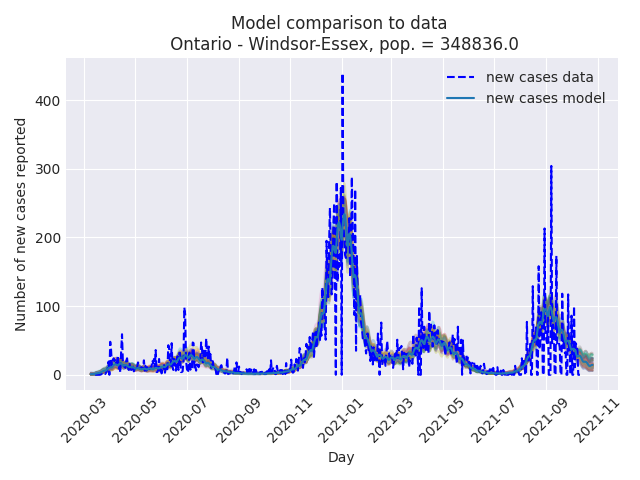 Model comparison to data
Ontario - Windsor-Essex, pop. = 348836.0
new cases data
new cases model
Number of new cases reported
400
300
200
100
0
2020-03
2020-05
2020-07
2020-09
2020-11
2021-01
2021-03
2021-05
2021-07
2021-09
2021-11
Day